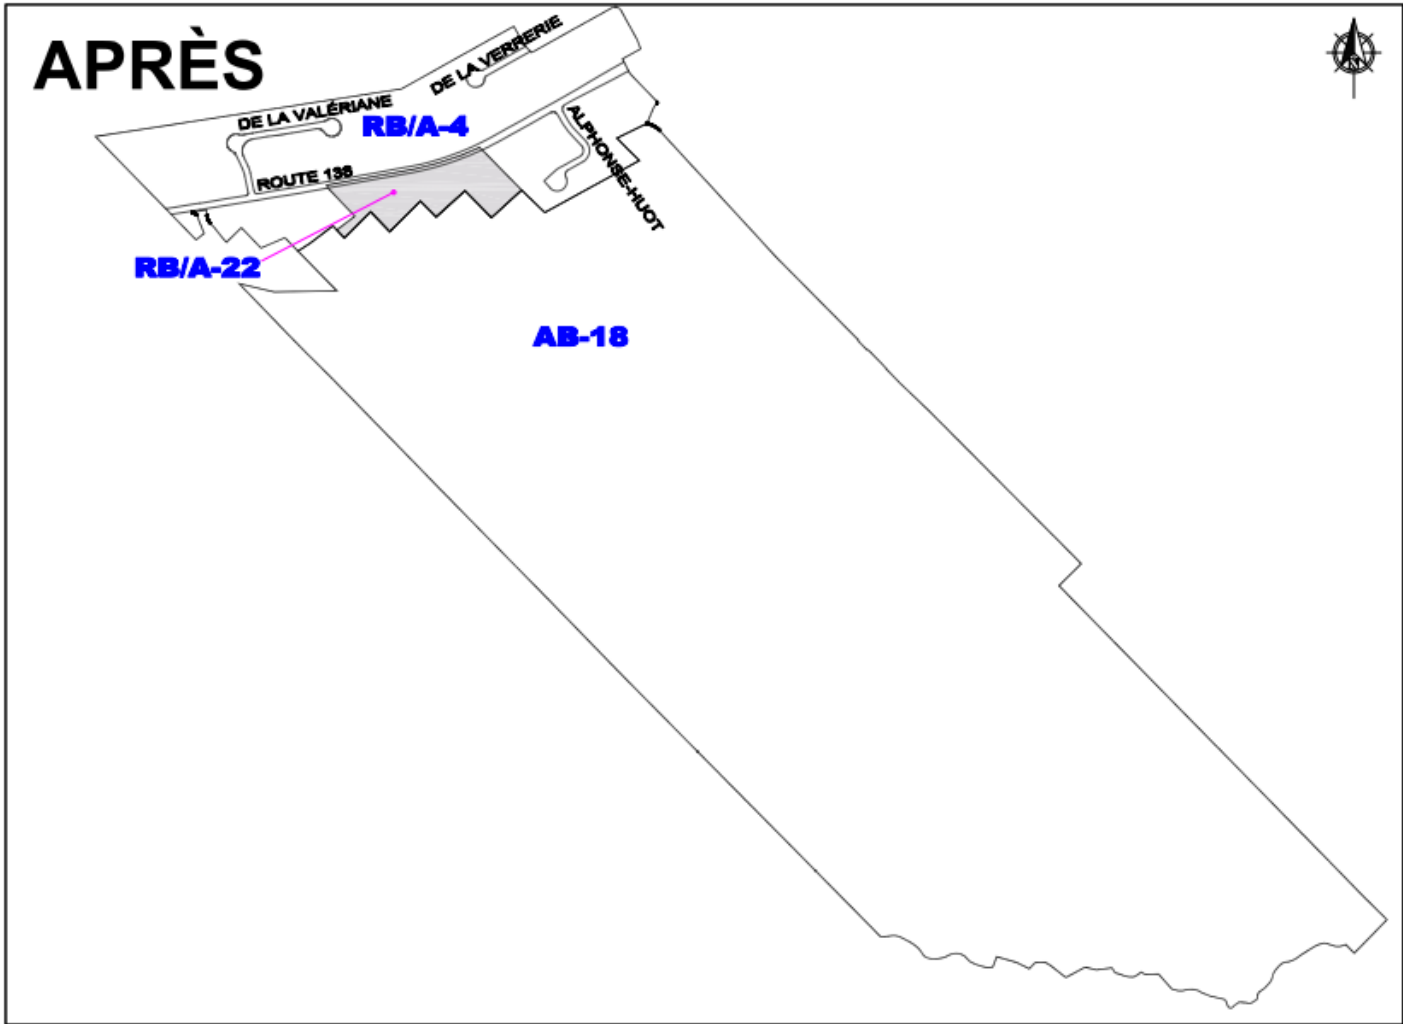 APRÈS
DE LA VERRERIE
DE LA VALÉRIANE
RB/A-4
ALPHONSE-HUOT
ROUTE 138
RB/A-22
AB-18
N